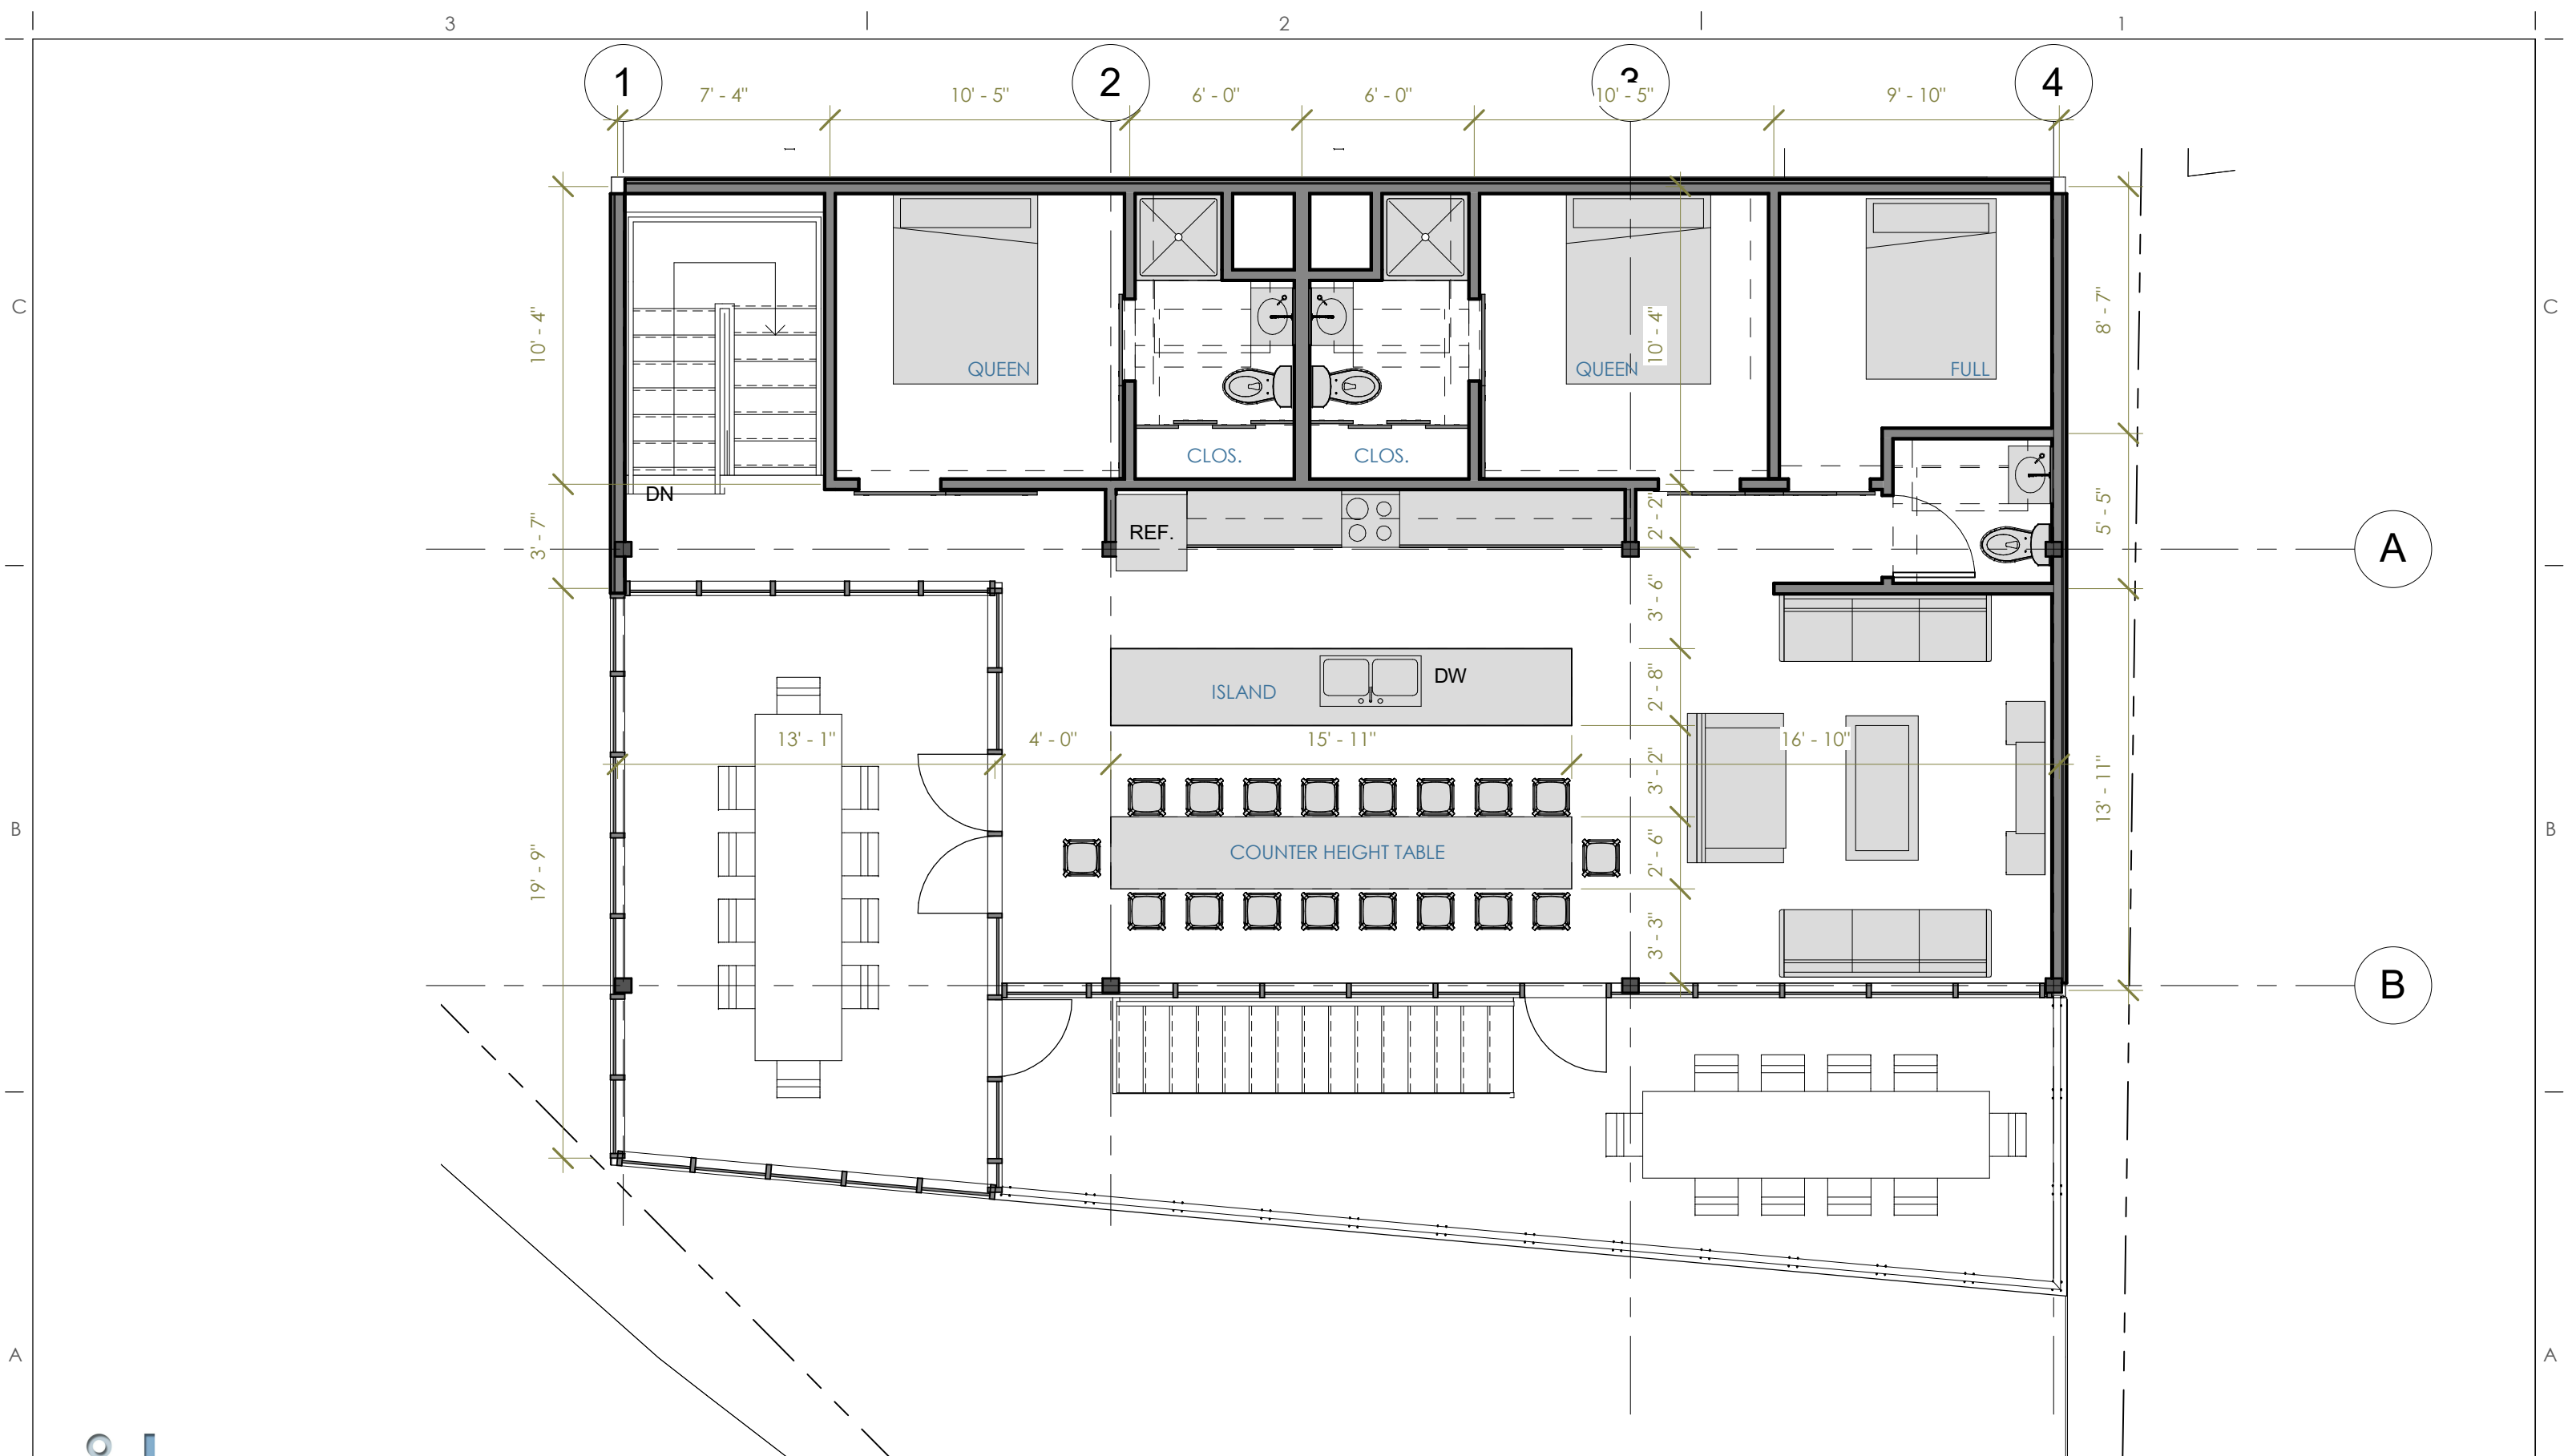 3 2 1
1 2 3 4
7' - 4" 10' - 5" 6' - 0" 6' - 0" 10' - 5" 9' - 10"
C C
10' - 4" 10' - 4" 8' - 7"
QUEEN QUEEN FULL
CLOS. CLOS.
DN
REF.
3' - 7" 2' - 2" 5' - 5"
A
3' - 6"
ISLAND DW
2' - 8"
13' - 1" 4' - 0" 15' - 11" 16' - 10"
3' - 2" 13' - 11"
B B
COUNTER HEIGHT TABLE
19' - 9" 2' - 6"
3' - 3"
B
A A